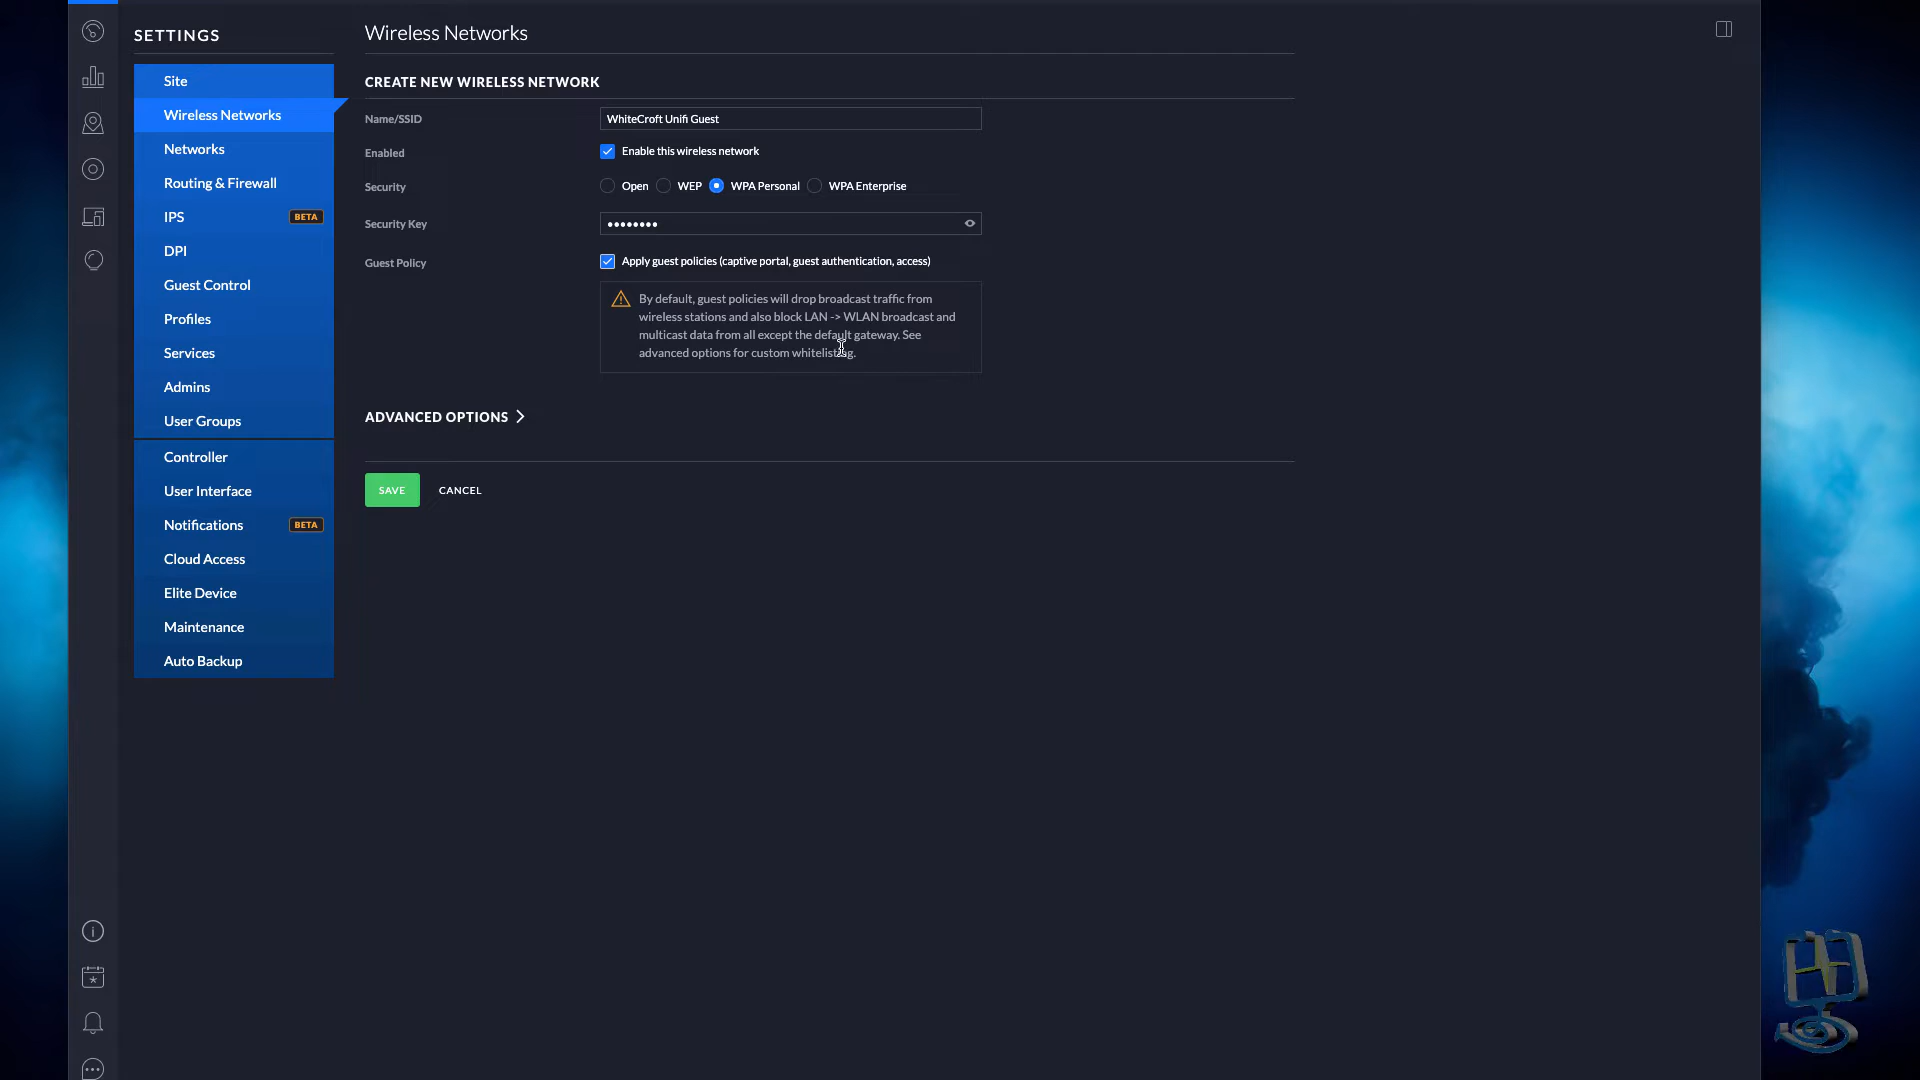 SETTINGS
Site
Wireless Networks
Networks
Routing & Firewall
IPS BETA
DPI
Guest Control
Profiles
Services
Admins
User Groups
Controller
User Interface
Notifications BETA
Cloud Access
Elite Device
Maintenance
Auto Backup
Wireless Networks
CREATE NEW WIRELESS NETWORK
Name/SSID WhiteCroft Unifi Guest
Enabled Enable this wireless network
Security Open WEP WPA Personal WPA Enterprise
Security Key ••••••••
Guest Policy Apply guest policies (captive portal, guest authentication, access)
By default, guest policies will drop broadcast traffic from
wireless stations and also block LAN -> WLAN broadcast and
multicast data from all except the default gateway. See
advanced options for custom whitelisting.
ADVANCED OPTIONS
SAVE CANCEL